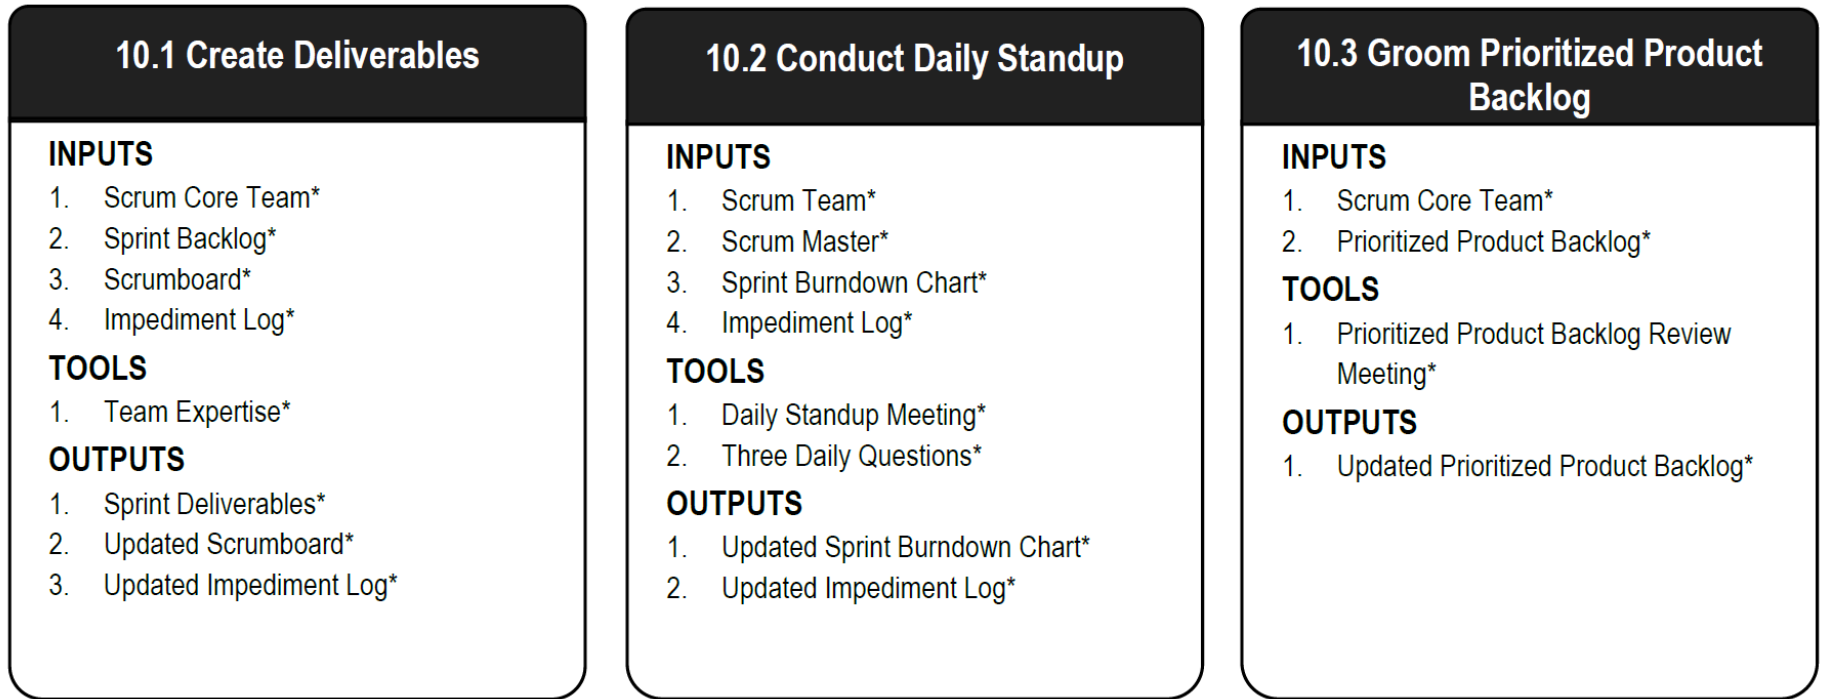 10.1 Create Deliverables
INPUTS
1. Scrum Core Team*
2. Sprint Backlog*
3. Scrumboard*
4. Impediment Log*
TOOLS
1. Team Expertise*
OUTPUTS
1. Sprint Deliverables*
2. Updated Scrumboard*
3. Updated Impediment Log*
10.2 Conduct Daily Standup
INPUTS
1. Scrum Team*
2. Scrum Master*
3. Sprint Burndown Chart*
4. Impediment Log*
TOOLS
1. Daily Standup Meeting*
2. Three Daily Questions*
OUTPUTS
1. Updated Sprint Burndown Chart*
2. Updated Impediment Log*
10.3 Groom Prioritized Product
Backlog
INPUTS
1. Scrum Core Team*
2. Prioritized Product Backlog*
TOOLS
1. Prioritized Product Backlog Review
Meeting*
OUTPUTS
1. Updated Prioritized Product Backlog*